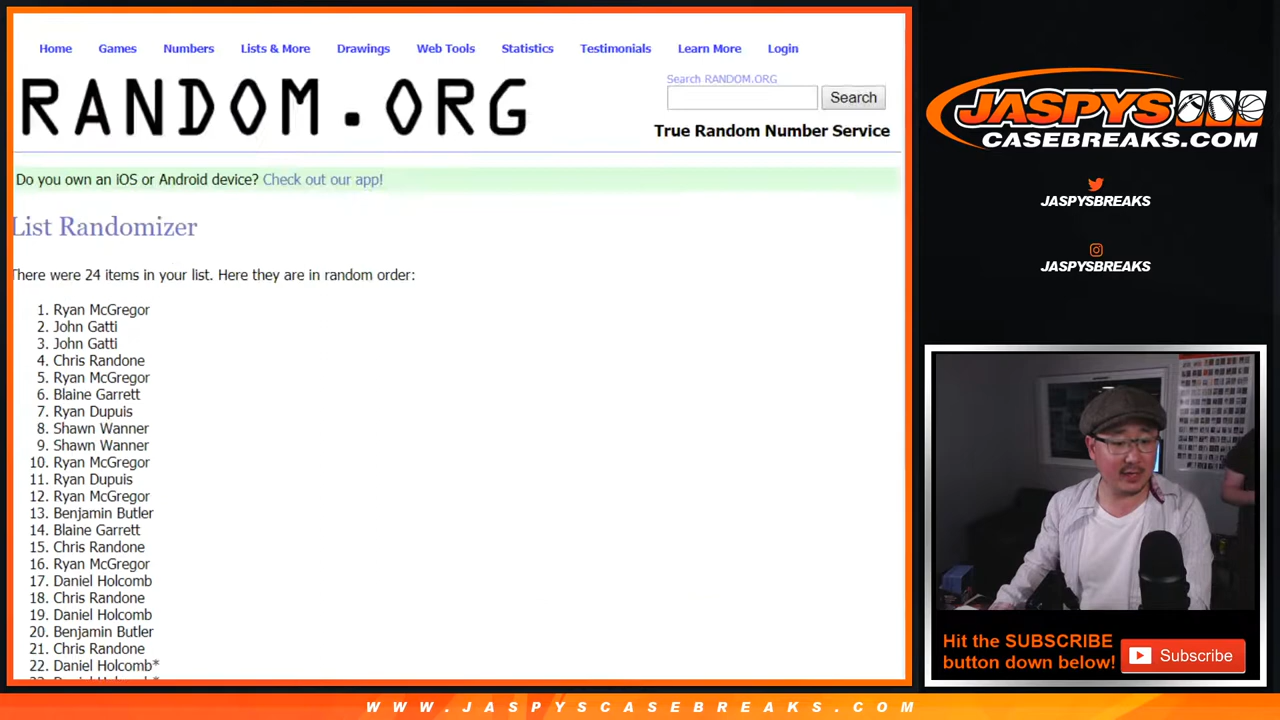 Home Games Numbers Lists & More Drawings Web Tools Statistics Testimonials Learn More Login
RANDOM.ORG
Search RANDOM.ORG
Search
True Random Number Service
Do you own an iOS or Android device? Check out our app!
List Randomizer
There were 24 items in your list. Here they are in random order:
1. Ryan McGregor
2. John Gatti
3. John Gatti
4. Chris Randone
5. Ryan McGregor
6. Blaine Garrett
7. Ryan Dupuis
8. Shawn Wanner
9. Shawn Wanner
10. Ryan McGregor
11. Ryan Dupuis
12. Ryan McGregor
13. Benjamin Butler
14. Blaine Garrett
15. Chris Randone
16. Ryan McGregor
17. Daniel Holcomb
18. Chris Randone
19. Daniel Holcomb
20. Benjamin Butler
21. Chris Randone
22. Daniel Holcomb*
JASPYS
CASEBREAKS.COM
JASPYSBREAKS
JASPYSBREAKS
Hit the SUBSCRIBE
button down below!
Subscribe
WWW.JASPYSCASEBREAKS.COM